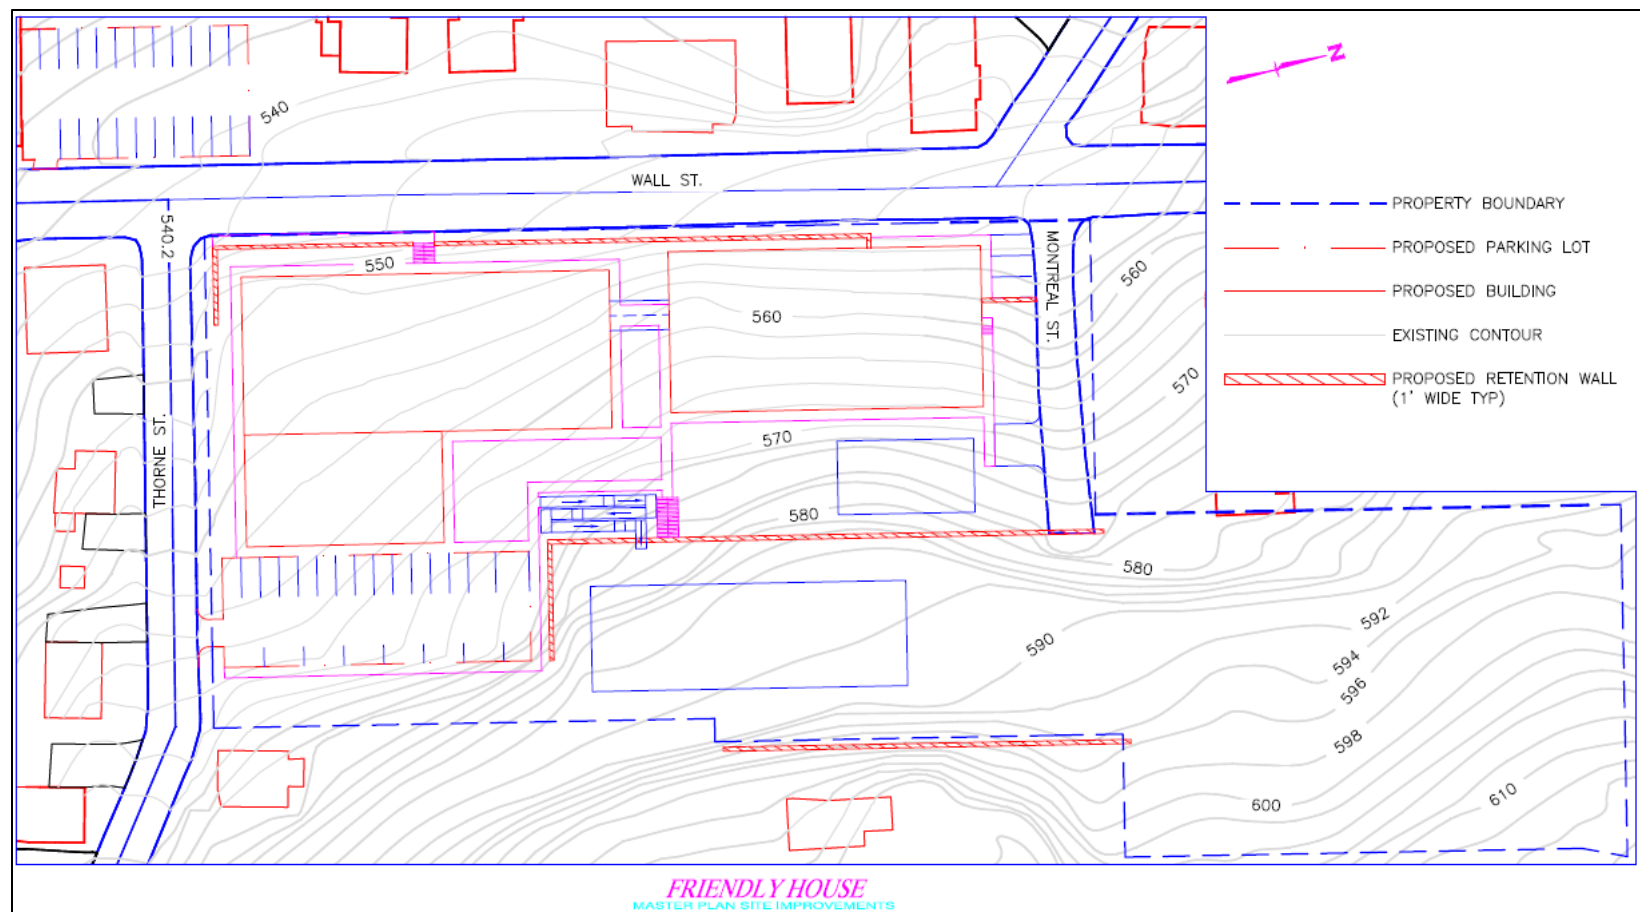 540
N
WALL ST.
PROPERTY BOUNDARY
540.2
MONTREAL ST.
PROPOSED PARKING LOT
550
560
560
PROPOSED BUILDING
EXISTING CONTOUR
570
PROPOSED RETENTION WALL
(1' WIDE TYP)
THORNE ST.
570
580
580
592
590
594
596
598
600
610
FRIENDLY HOUSE
MASTER PLAN SITE IMPROVEMENTS